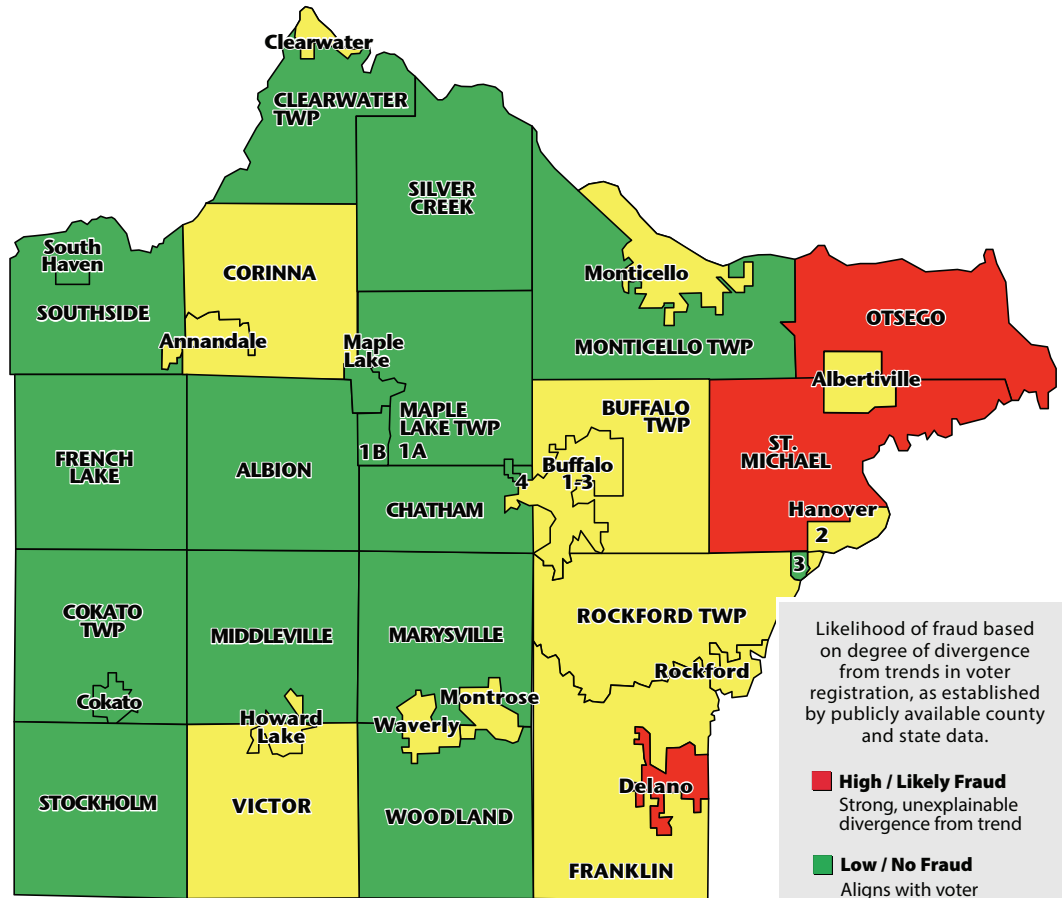 Clearwater
CLEARWATER
TWP
SILVER
CREEK
South
Haven
CORINNA
Monticello
SOUTHSIDE
OTSEGO
Annandale
Maple
Lake
MONTICELLO TWP
Albertiville
MAPLE
LAKE TWP
BUFFALO
TWP
FRENCH
LAKE
ALBION
1B
1A
ST.
MICHAEL
Buffalo
1-3
4
CHATHAM
Hanover
2
3
COKATO
TWP
MIDDLEVILLE
MARYSVILLE
ROCKFORD TWP
Rockford
Cokato
Montrose
Howard
Lake
Waverly
Delano
STOCKHOLM
VICTOR
WOODLAND
FRANKLIN
Likelihood of fraud based
on degree of divergence
from trends in voter
registration, as established
by publicly available county
and state data.
High / Likely Fraud
Strong, unexplainable
divergence from trend
Low / No Fraud
Aligns with voter